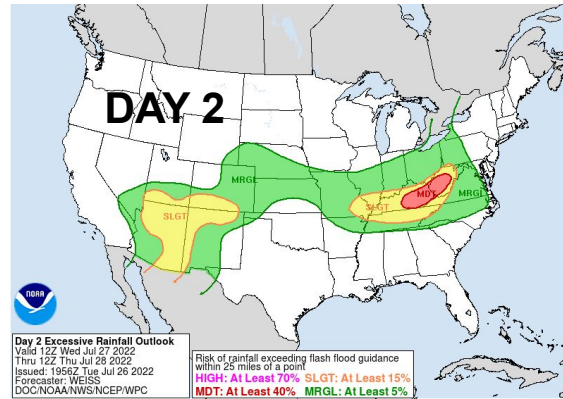 DAY 2
MRGL
SLGT
SLGT
MDT
MRGL
NOAA
Day 2 Excessive Rainfall Outlook
Valid 12Z Wed Jul 27 2022
Thru 12Z Thu Jul 28 2022
Issued: 1956Z Tue Jul 26 2022
Forecaster: WEISS
DOC/NOAA/NWS/NCEP/WPC
Risk of rainfall exceeding flash flood guidance
within 25 miles of a point
HIGH: At Least 70% SLGT: At Least 15%
MDT: At Least 40% MRGL: At Least 5%